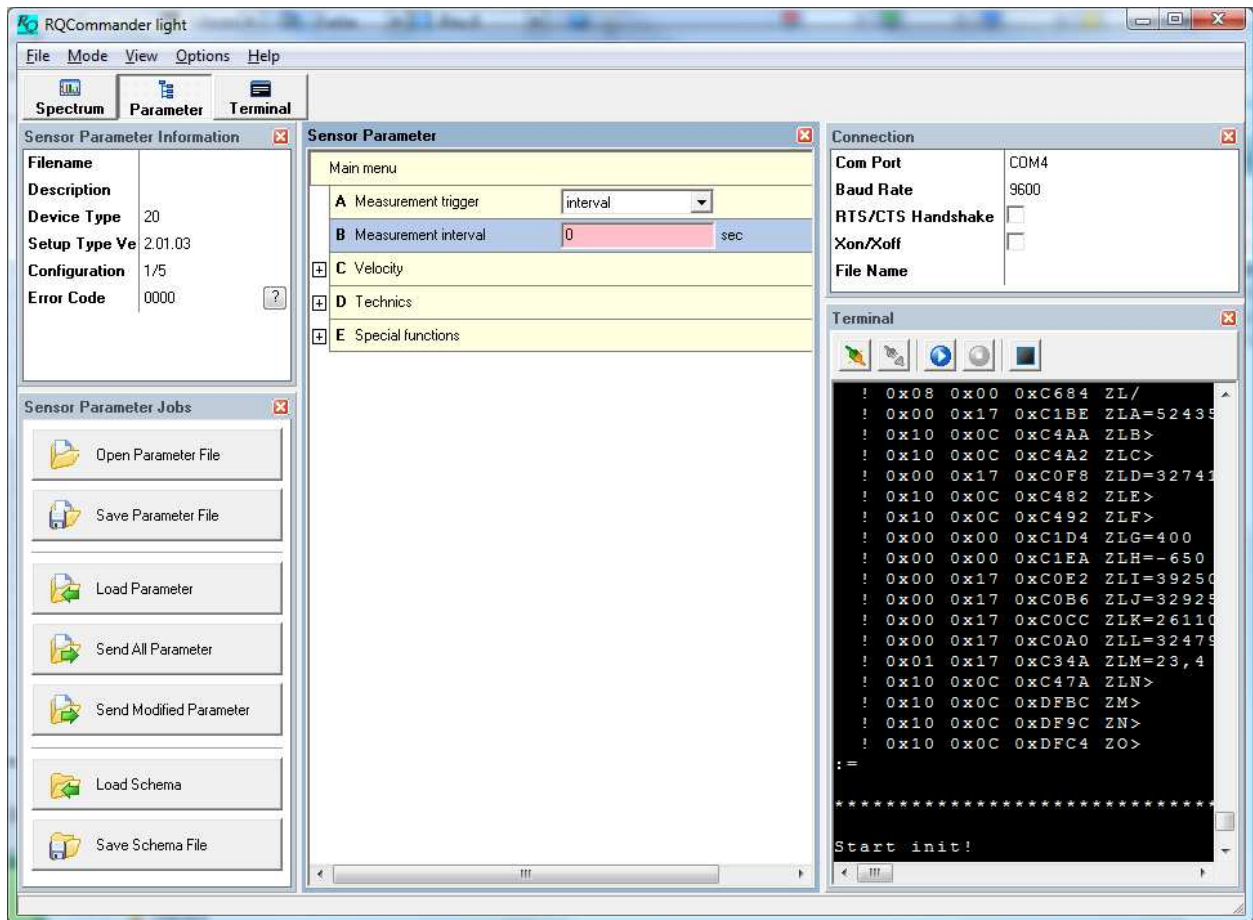 RQCommander light
File Mode View Options Help
Spectrum Parameter Terminal
Sensor Parameter Information
Filename
Description
Device Type 20
Setup Type Ve 2.01.03
Configuration 1/5
Error Code 0000 ?
Sensor Parameter Jobs
Open Parameter File
Save Parameter File
Load Parameter
Send All Parameter
Send Modified Parameter
Load Schema
Save Schema File
Sensor Parameter
Main menu
A Measurement trigger interval
B Measurement interval 0 sec
C Velocity
D Technics
E Special functions
Connection
Com Port COM4
Baud Rate 9600
RTS/CTS Handshake
Xon/Xoff
File Name
Terminal
! 0x08 0x00 0xC684 ZL/
! 0x00 0x17 0xC1BE ZLA=52435
! 0x10 0x0C 0xC4AA ZLB>
! 0x10 0x0C 0xC4A2 ZLC>
! 0x00 0x17 0xC0F8 ZLD=32741
! 0x10 0x0C 0xC482 ZLE>
! 0x10 0x0C 0xC492 ZLF>
! 0x00 0x00 0xC1D4 ZLG=400
! 0x00 0x00 0xC1EA ZLH=-650
! 0x00 0x17 0xC0E2 ZLI=39250
! 0x00 0x17 0xC0B6 ZLJ=32925
! 0x00 0x17 0xC0CC ZLK=26110
! 0x00 0x17 0xC0A0 ZLL=32479
! 0x01 0x17 0xC34A ZLM=23,4
! 0x10 0x0C 0xC47A ZLN>
! 0x10 0x0C 0xDFBC ZM>
! 0x10 0x0C 0xDF9C ZN>
! 0x10 0x0C 0xDFC4 ZO>
:=
********************************
Start init!